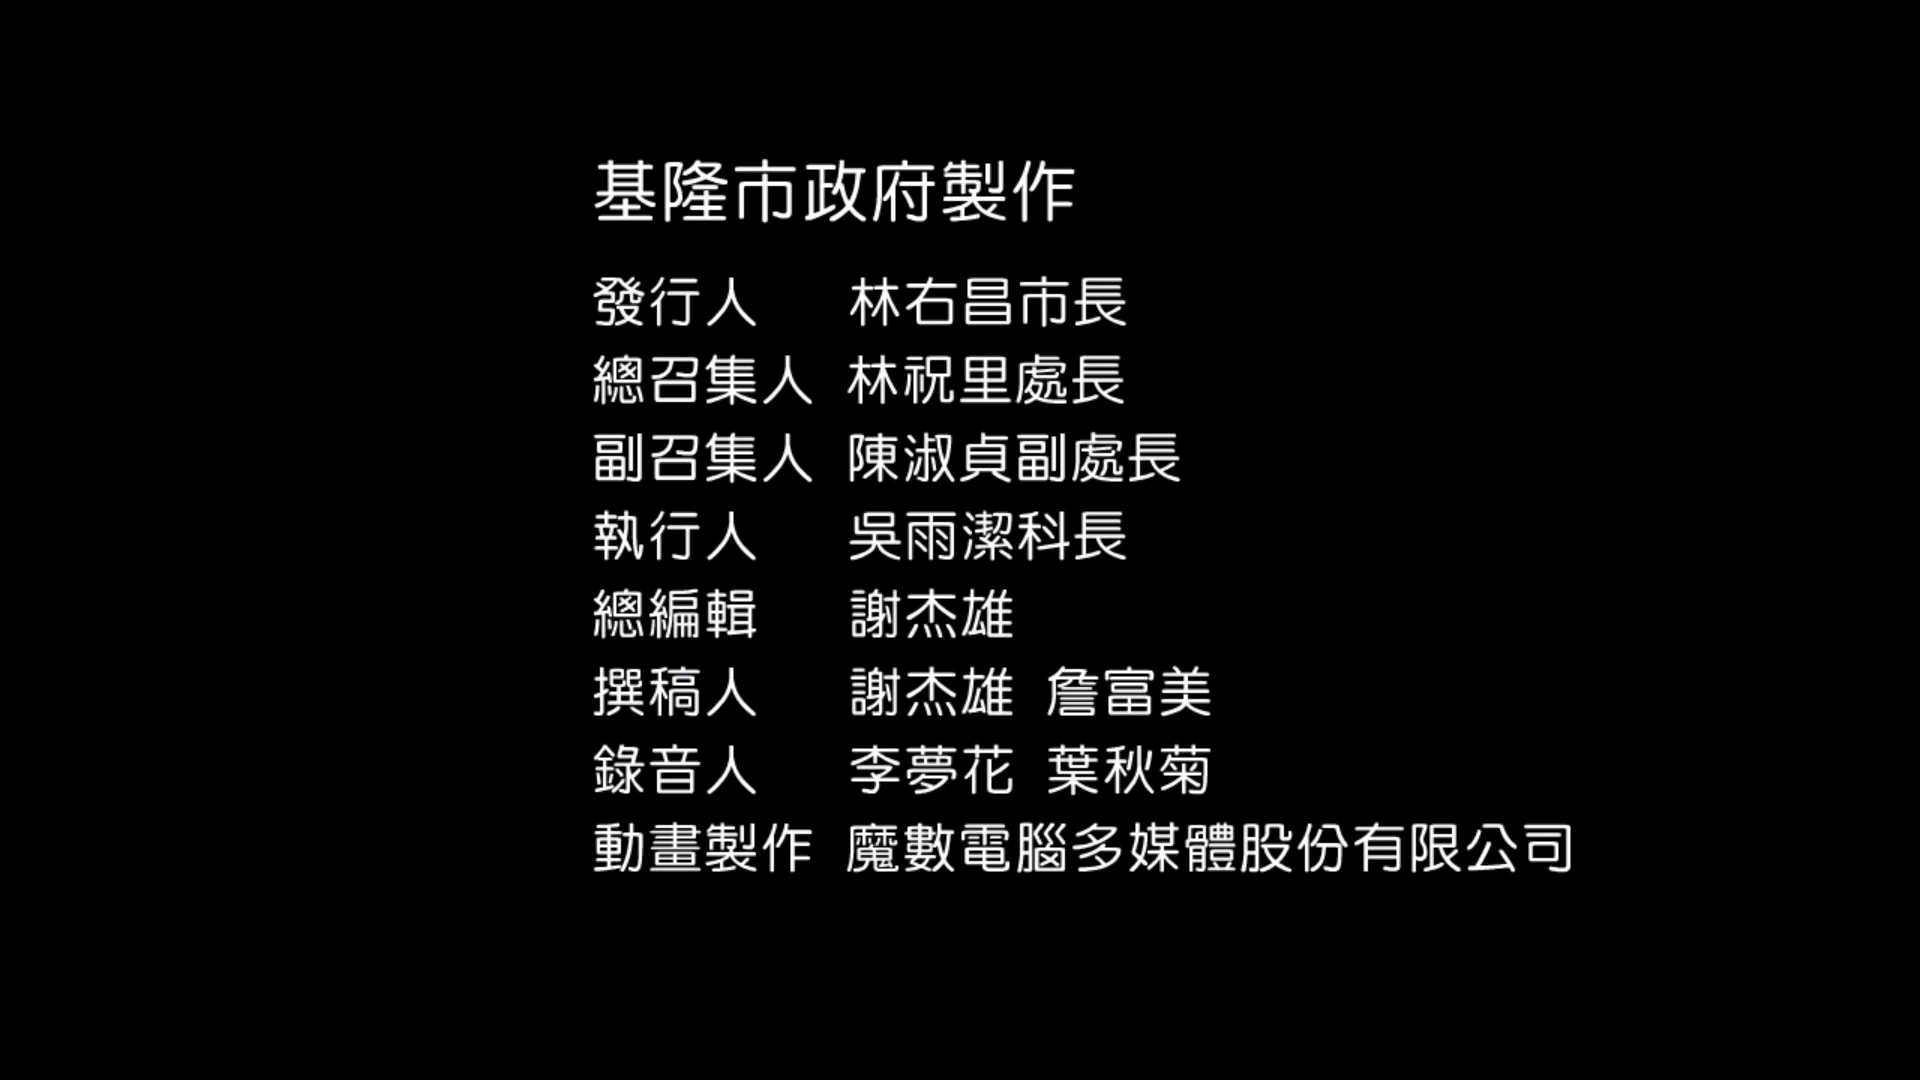 基隆市政府製作
發行人 林右昌市長
總召集人 林祝里處長
副召集人 陳淑貞副處長
執行人 吳雨潔科長
總編輯 謝杰雄
撰稿人 謝杰雄 詹富美
錄音人 李夢花 葉秋菊
動畫製作 魔數電腦多媒體股份有限公司